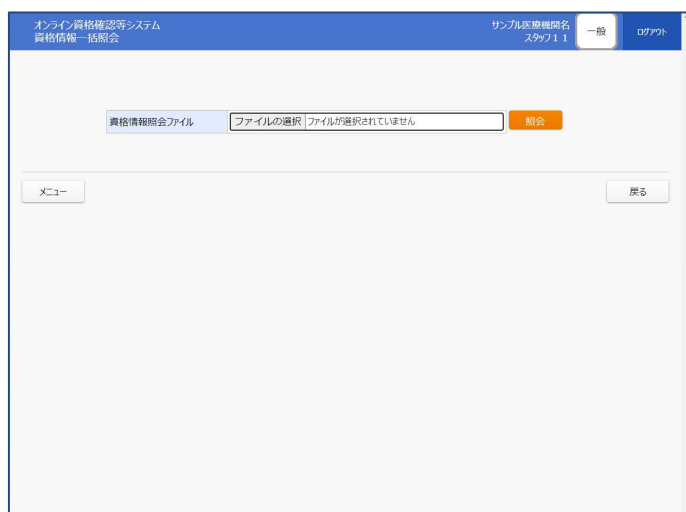 オンライン資格確認等システム
資格情報一括照会
サンプル医療機関名
スタッフ11
一般
ログアウト
資格情報照会ファイル
ファイルの選択 ファイルが選択されていません
照会
メニュー
戻る